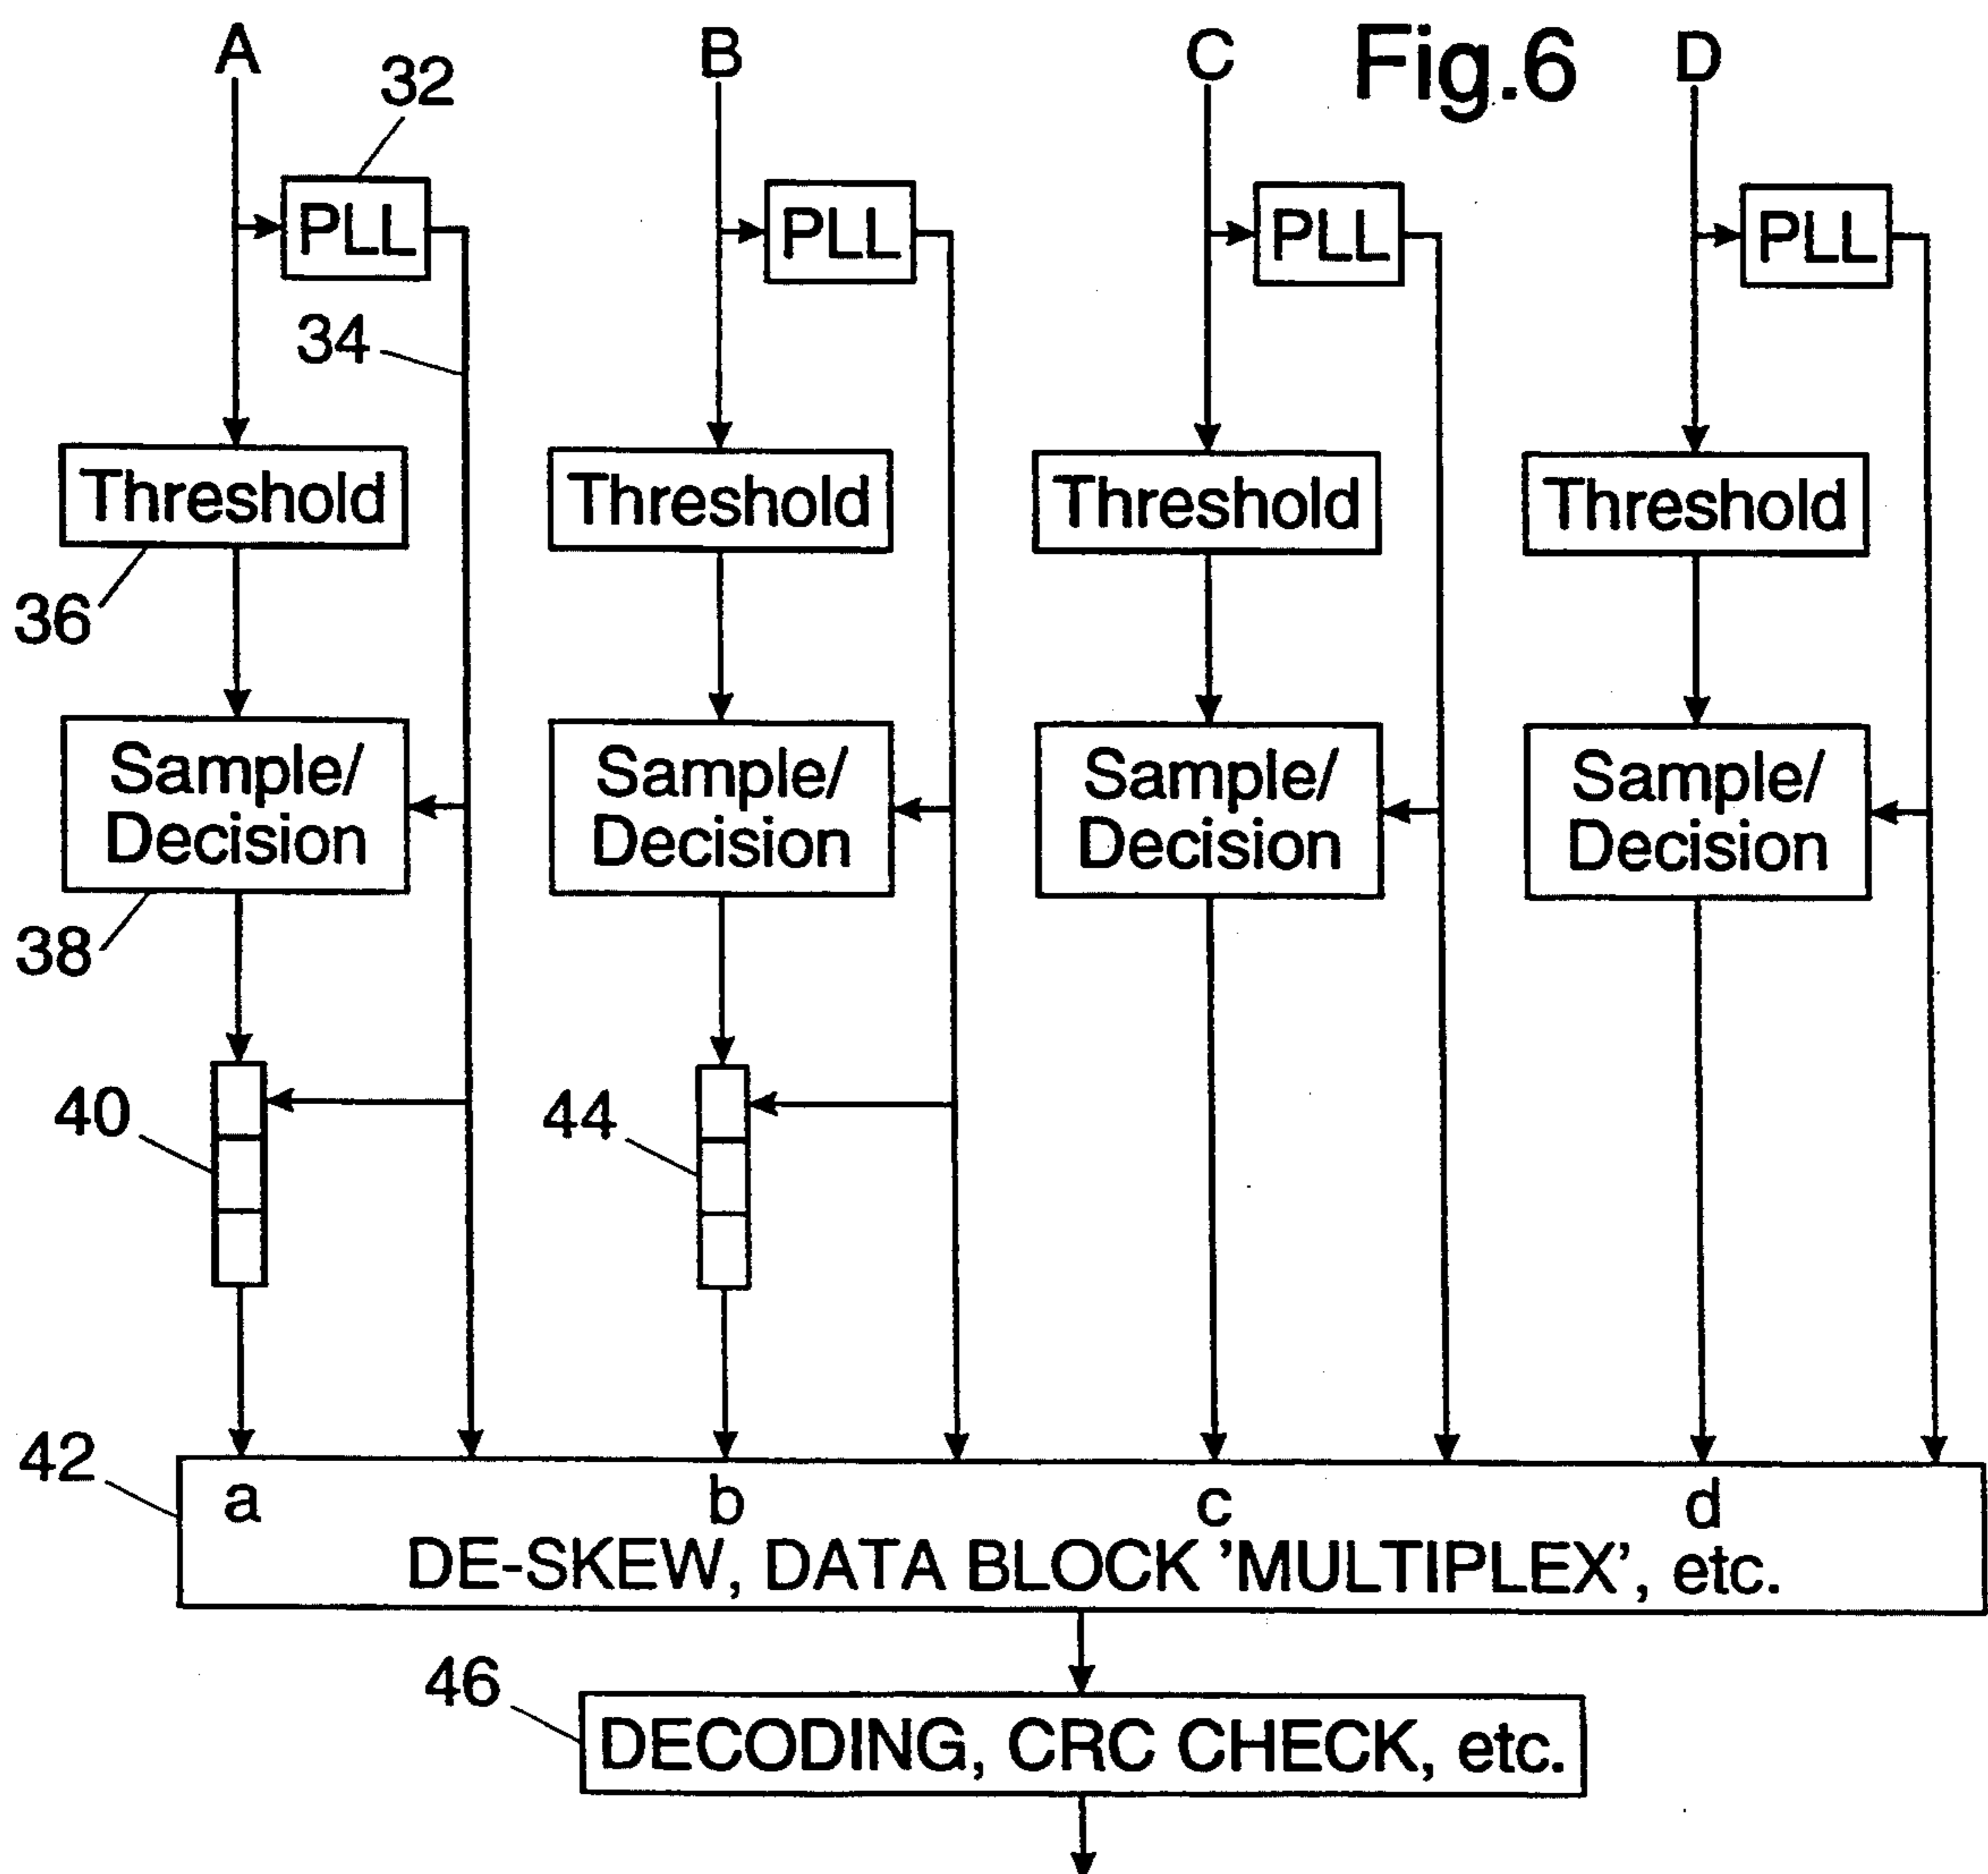 A
B
C
Fig.6
D
32
PLL
PLL
PLL
PLL
34
Threshold
Threshold
Threshold
Threshold
36
Sample/
Decision
Sample/
Decision
Sample/
Decision
Sample/
Decision
38
40
44
42
a
b
c
d
DE-SKEW, DATA BLOCK 'MULTIPLEX', etc.
46
DECODING, CRC CHECK, etc.